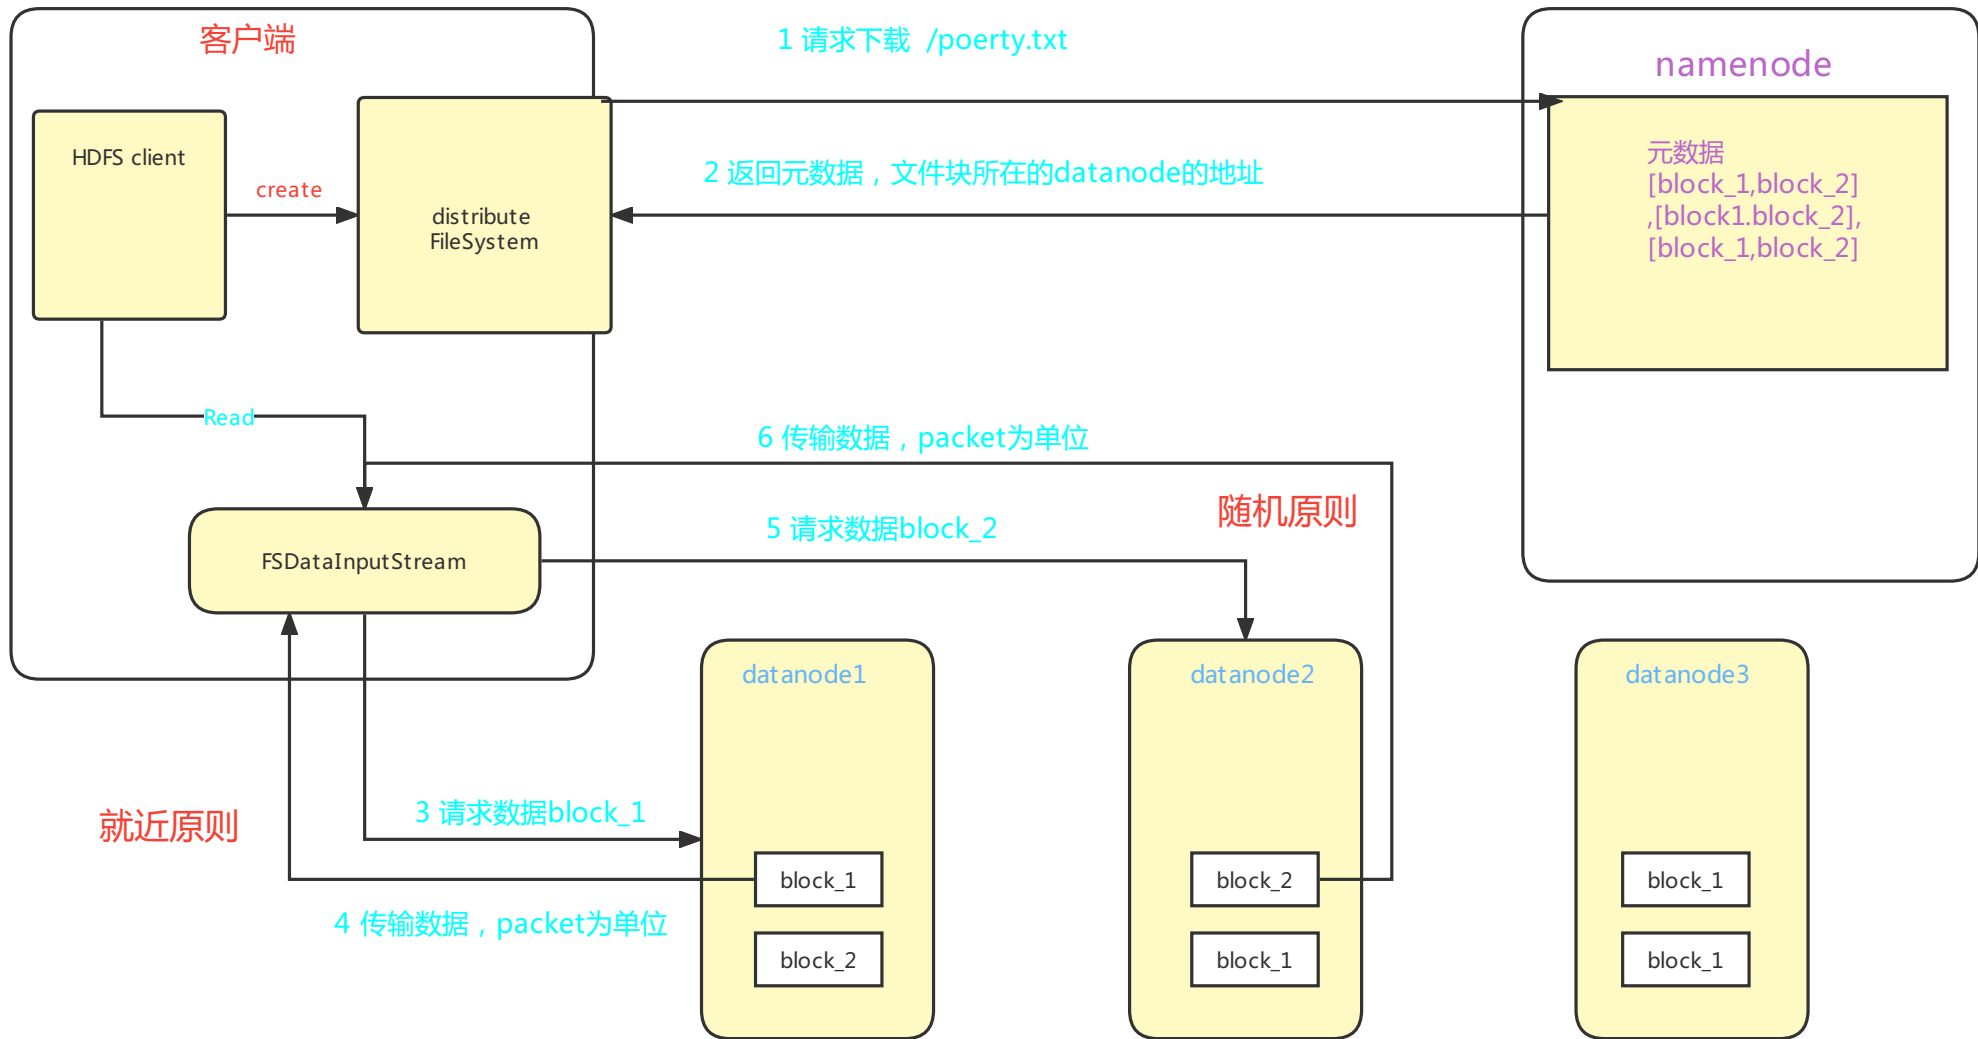 客户端
1 请求下载 /poerty.txt
namenode
HDFS client
create
distribute
FileSystem
2 返回元数据，文件块所在的datanode的地址
元数据
[block_1,block_2]
,[block1.block_2],
[block_1,block_2]
Read
6 传输数据，packet为单位
随机原则
5 请求数据block_2
FSDataInputStream
datanode1
datanode2
datanode3
就近原则
3 请求数据block_1
block_1
block_2
block_1
4 传输数据，packet为单位
block_2
block_1
block_1